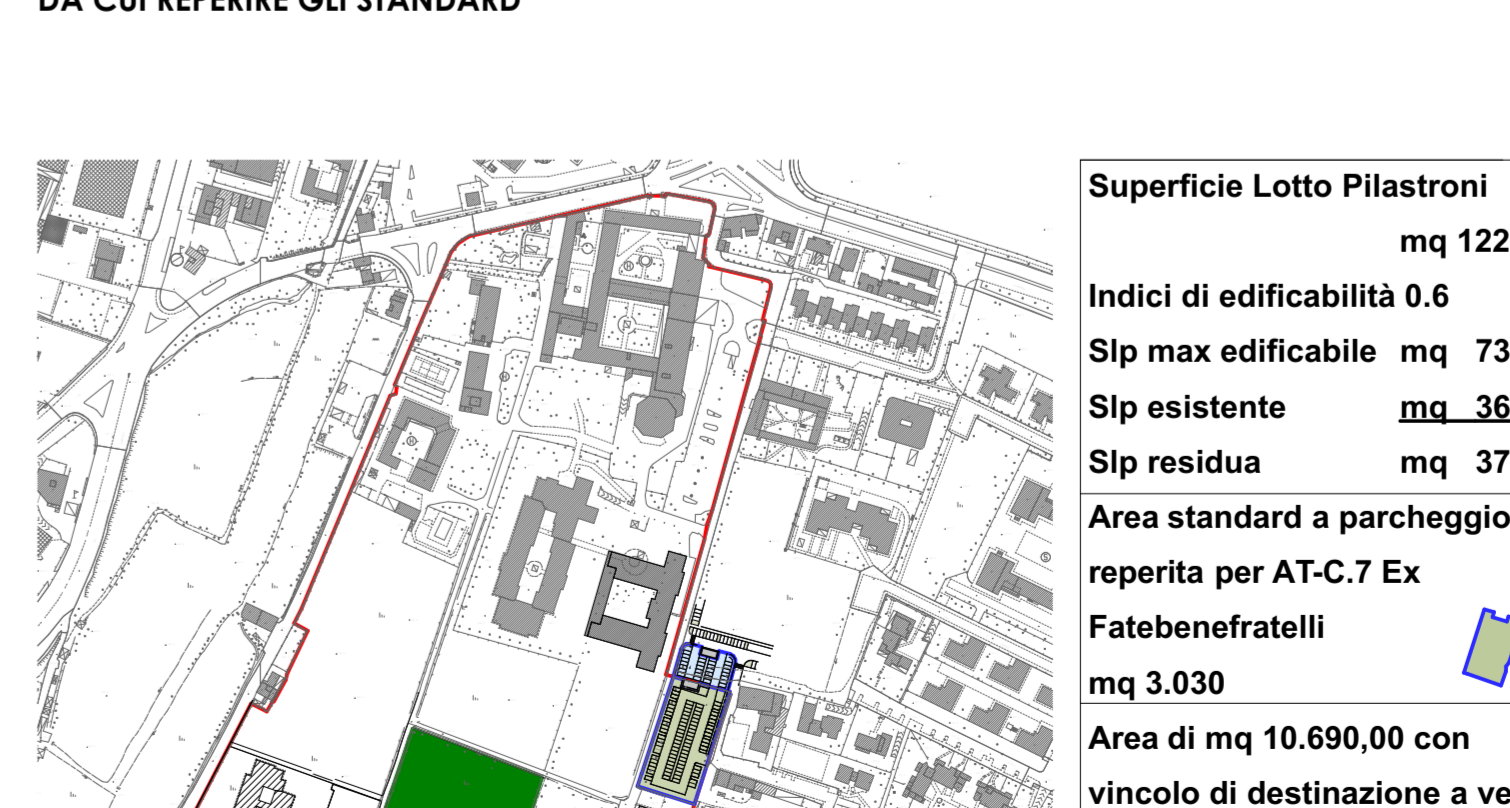 DA CUI REPERIRE GLI STANDARD
Superficie Lotto Pilastroni
mq 122
Indici di edificabilità 0.6
Slp max edificabile mq 73
Slp esistente mq 36
Slp residua mq 37
Area standard a parcheggio
reperita per AT-C.7 Ex
Fatebenefratelli
mq 3.030
Area di mq 10.690,00 con
vincolo di destinazione a ve